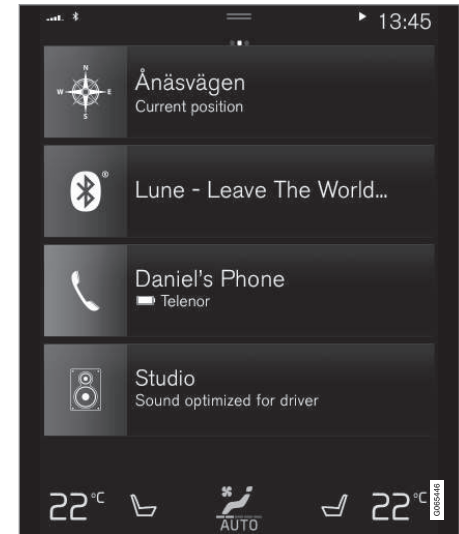 13:45
N
W E
S
Ånäsvägen
Current position
®
Lune - Leave The World...
Daniel's Phone
Telenor
Studio
Sound optimized for driver
22°C
AUTO
22°C
G065446